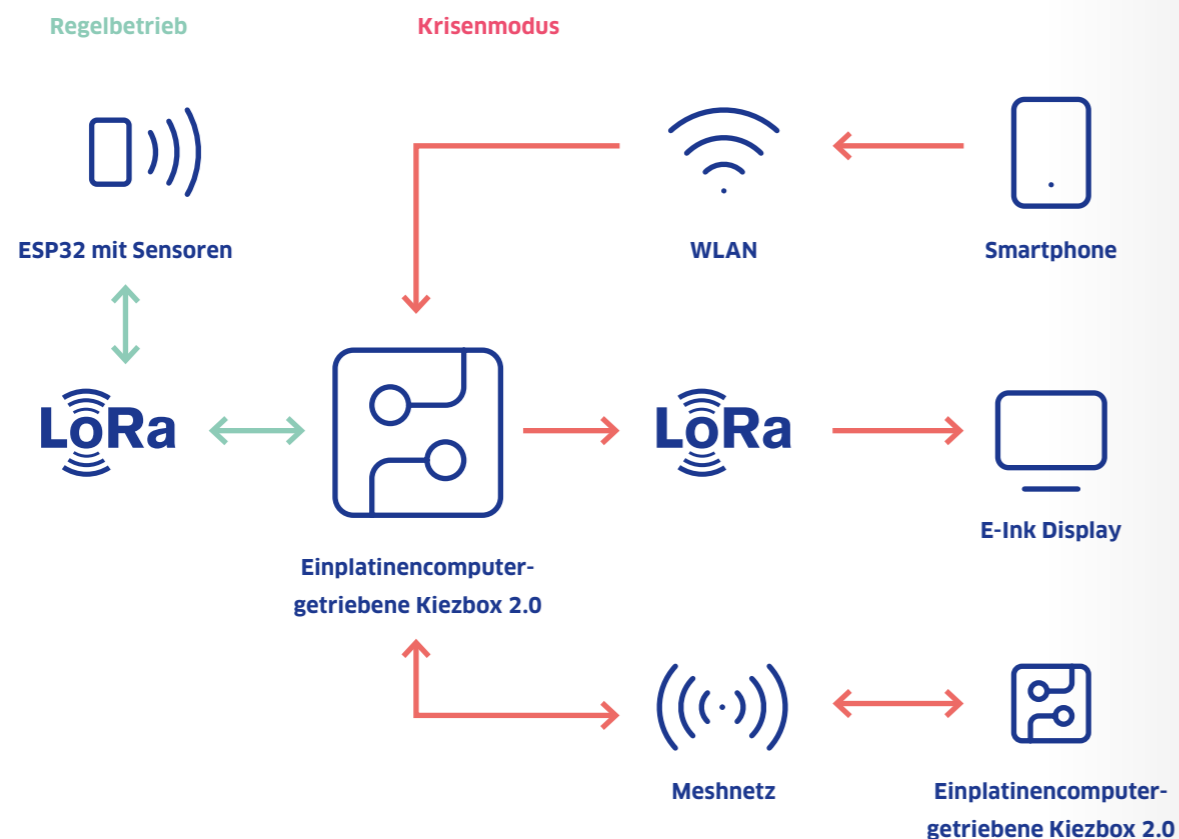 Regelbetrieb
Krisenmodus
ESP32 mit Sensoren
WLAN
Smartphone
LoRa
LoRa
E-Ink Display
Einplatinencomputer-
getriebene Kiezbox 2.0
Meshnetz
Einplatinencomputer-
getriebene Kiezbox 2.0